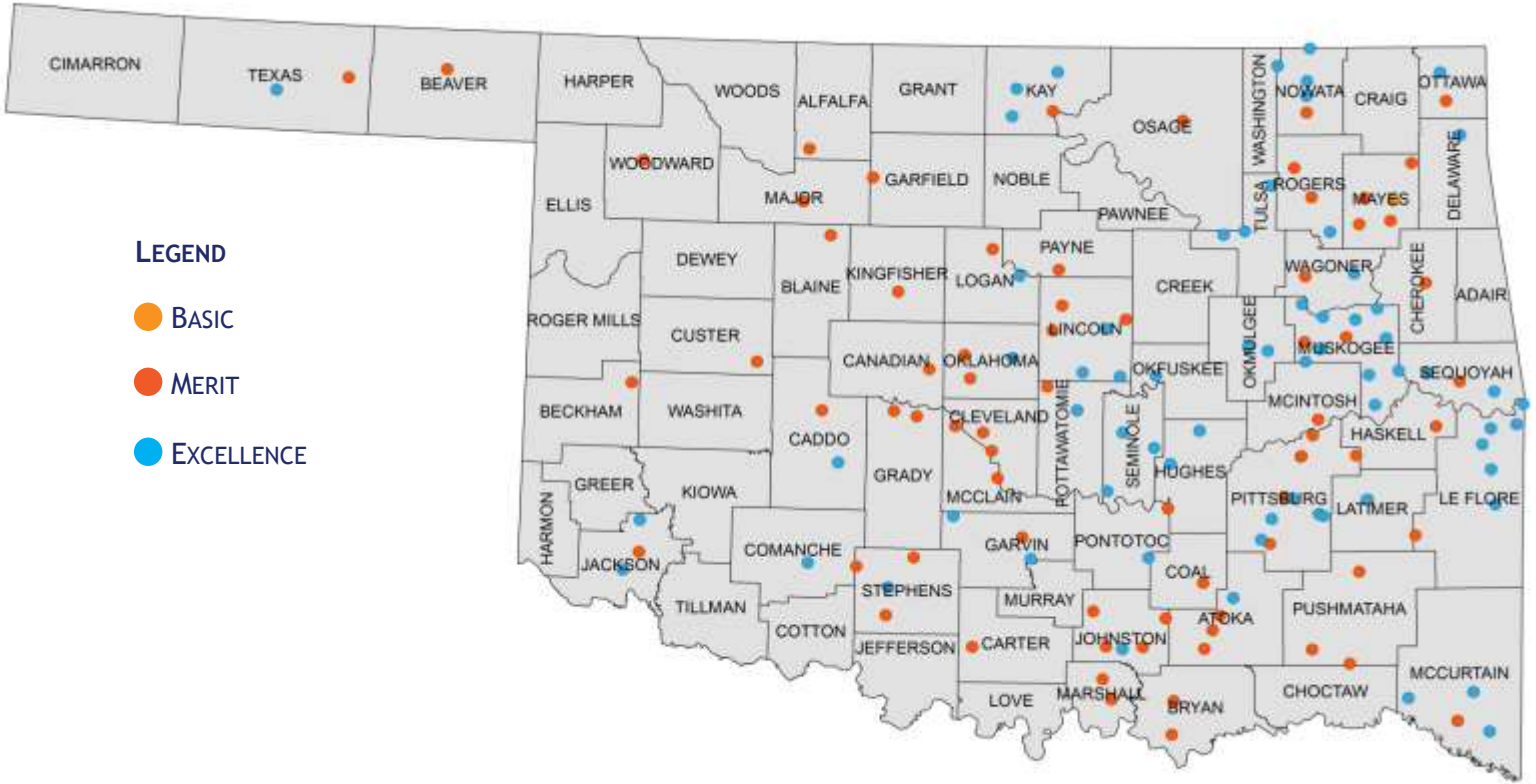 CIMARRON
TEXAS
BEAVER
HARPER
WOODS
ALFALFA
GRANT
KAY
OSAGE
WASHINGTON
NOWATA
CRAIG
OTTAWA
WOODWARD
ELLIS
MAJOR
GARFIELD
NOBLE
PAWNEE
TULSA
ROGERS
MAYES
DELAWARE
LEGEND
BASIC
MERIT
EXCELLENCE
DEWEY
BLAINE
KINGFISHER
LOGAN
PAYNE
CREEK
WAGONER
CHEROKEE
ADAIR
ROGER MILLS
CUSTER
CANADIAN
OKLAHOMA
LINCOLN
OKMULGEE
MUSKOGEE
OKFUSKEE
SEQUOYAH
BECKHAM
WASHITA
CADDO
CLEVELAND
POTTAWATOMIE
SEMINOLE
MCINTOSH
HASKELL
GREER
KIOWA
GRADY
MCCLAIN
HUGHES
PITTSBURG
LATIMER
LE FLORE
HARMON
JACKSON
COMANCHE
GARVIN
PONTOTOC
COAL
TILLMAN
STEPHENS
MURRAY
ATOKA
PUSHMATAHA
COTTON
JEFFERSON
CARTER
JOHNSTON
MCCURTAIN
LOVE
MARSHALL
BRYAN
CHOCTAW